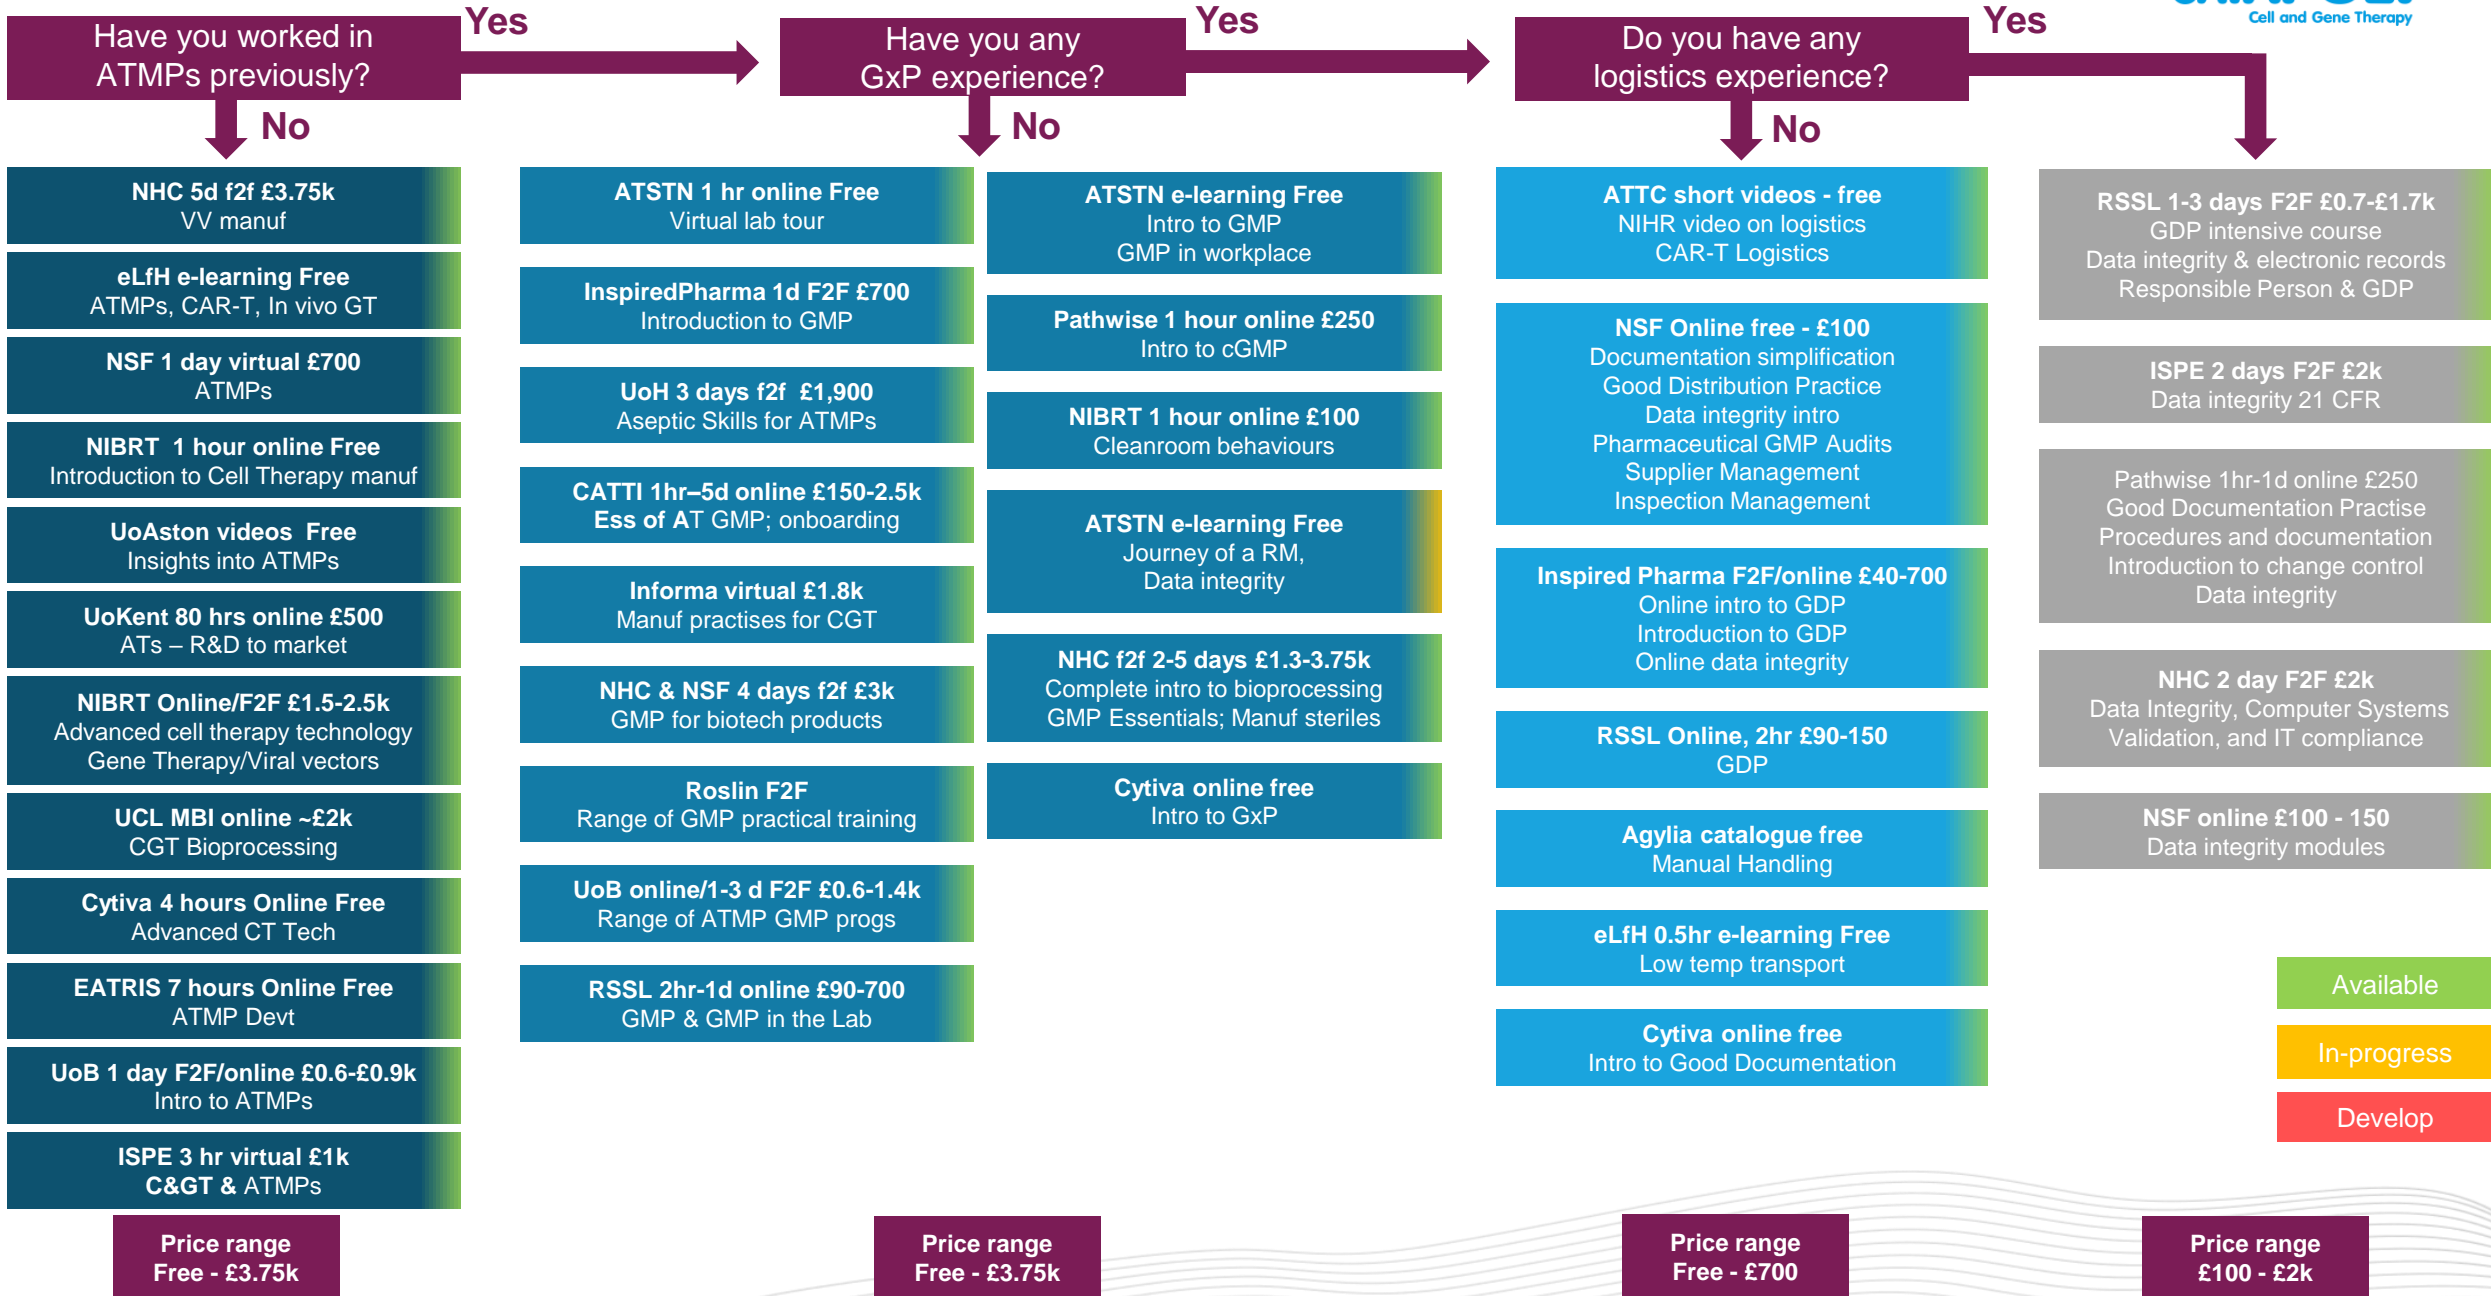 Have you worked in
ATMPs previously?
Yes
No
Have you any
GxP experience?
Yes
No
Do you have any
logistics experience?
Yes
No
Cell and Gene Therapy
NHC 5d f2f £3.75k
VV manuf
eLfH e-learning Free
ATMPs, CAR-T, In vivo GT
NSF 1 day virtual £700
ATMPs
NIBRT 1 hour online Free
Introduction to Cell Therapy manuf
UoAston videos Free
Insights into ATMPs
UoKent 80 hrs online £500
ATs – R&D to market
NIBRT Online/F2F £1.5-2.5k
Advanced cell therapy technology
Gene Therapy/Viral vectors
UCL MBI online ~£2k
CGT Bioprocessing
Cytiva 4 hours Online Free
Advanced CT Tech
EATRIS 7 hours Online Free
ATMP Devt
UoB 1 day F2F/online £0.6-£0.9k
Intro to ATMPs
ISPE 3 hr virtual £1k
C&GT & ATMPs
Price range
Free - £3.75k
ATSTN 1 hr online Free
Virtual lab tour
InspiredPharma 1d F2F £700
Introduction to GMP
UoH 3 days f2f £1,900
Aseptic Skills for ATMPs
CATTI 1hr–5d online £150-2.5k
Ess of AT GMP; onboarding
Informa virtual £1.8k
Manuf practises for CGT
NHC & NSF 4 days f2f £3k
GMP for biotech products
Roslin F2F
Range of GMP practical training
UoB online/1-3 d F2F £0.6-1.4k
Range of ATMP GMP progs
RSSL 2hr-1d online £90-700
GMP & GMP in the Lab
ATSTN e-learning Free
Intro to GMP
GMP in workplace
Pathwise 1 hour online £250
Intro to cGMP
NIBRT 1 hour online £100
Cleanroom behaviours
ATSTN e-learning Free
Journey of a RM,
Data integrity
NHC f2f 2-5 days £1.3-3.75k
Complete intro to bioprocessing
GMP Essentials; Manuf steriles
Cytiva online free
Intro to GxP
Price range
Free - £3.75k
ATTC short videos - free
NIHR video on logistics
CAR-T Logistics
NSF Online free - £100
Documentation simplification
Good Distribution Practice
Data integrity intro
Pharmaceutical GMP Audits
Supplier Management
Inspection Management
Inspired Pharma F2F/online £40-700
Online intro to GDP
Introduction to GDP
Online data integrity
RSSL Online, 2hr £90-150
GDP
Agylia catalogue free
Manual Handling
eLfH 0.5hr e-learning Free
Low temp transport
Cytiva online free
Intro to Good Documentation
Price range
Free - £700
RSSL 1-3 days F2F £0.7-£1.7k
GDP intensive course
Data integrity & electronic records
Responsible Person & GDP
ISPE 2 days F2F £2k
Data integrity 21 CFR
Pathwise 1hr-1d online £250
Good Documentation Practise
Procedures and documentation
Introduction to change control
Data integrity
NHC 2 day F2F £2k
Data Integrity, Computer Systems
Validation, and IT compliance
NSF online £100 - 150
Data integrity modules
Available
In-progress
Develop
Price range
£100 - £2k